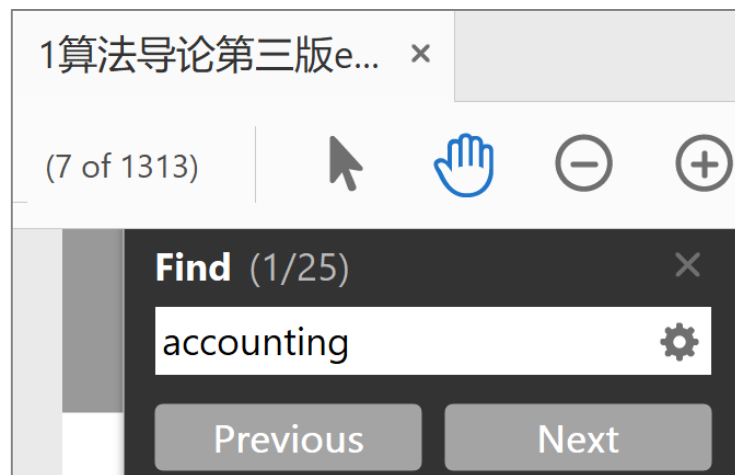 1算法导论第三版e...
(7 of 1313)
Find (1/25)
accounting
Previous Next